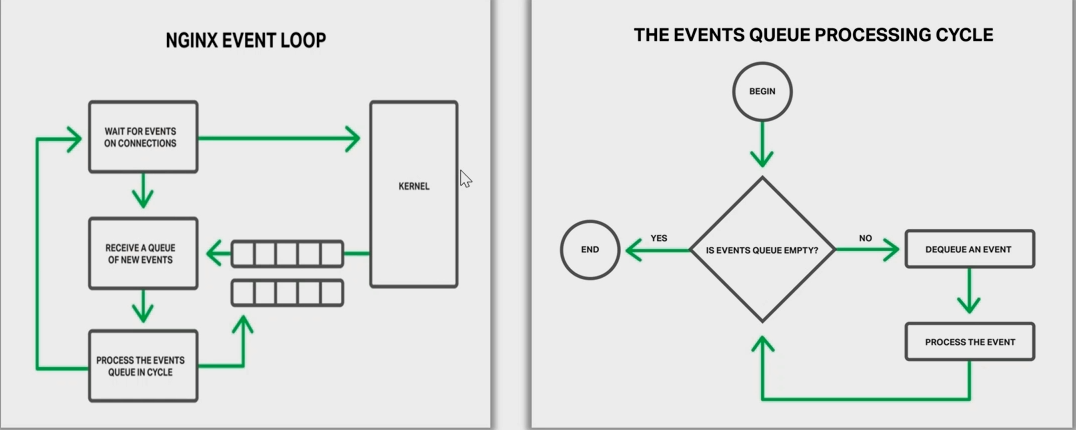 NGINX EVENT LOOP
WAIT FOR EVENTS
ON CONNECTIONS
KERNEL
RECEIVE A QUEUE
OF NEW EVENTS
PROCESS THE EVENTS
QUEUE IN CYCLE
THE EVENTS QUEUE PROCESSING CYCLE
BEGIN
IS EVENTS QUEUE EMPTY?
YES
END
NO
DEQUEUE AN EVENT
PROCESS THE EVENT